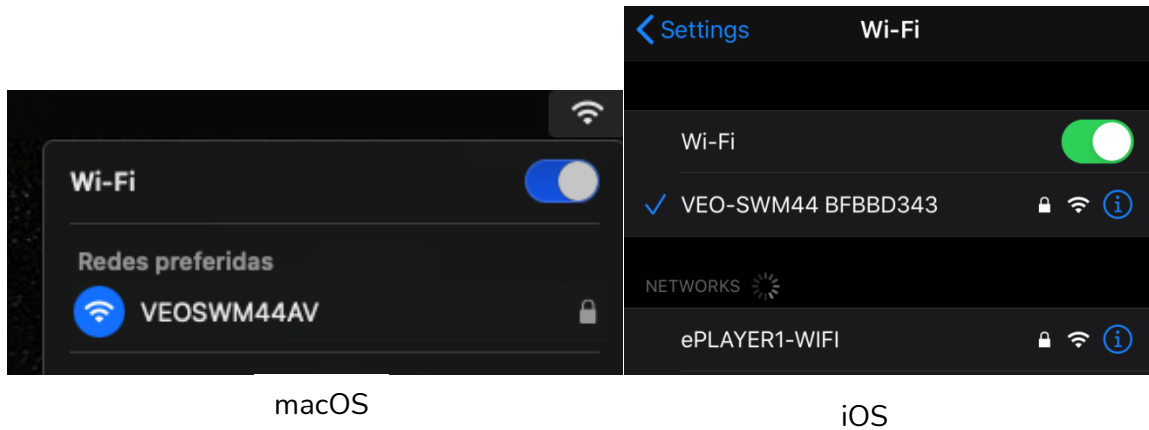 Wi-Fi
Redes preferidas
VEOSWM44AV
macOS
Settings Wi-Fi
Wi-Fi
VEO-SWM44 BFBBD343
NETWORKS
ePLAYER1-WIFI
iOS